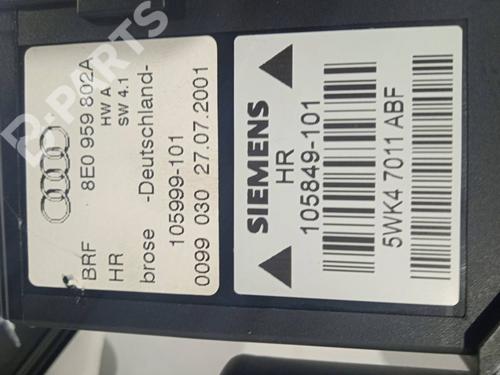 8E0 959 802A
HW A
SW 4.1
BRF
HR
brose -Deutschland-
105999-101
0099 030 27.07.2001
SIEMENS
HR
105849-101
5WK4 7011 ABF
B-PARTS